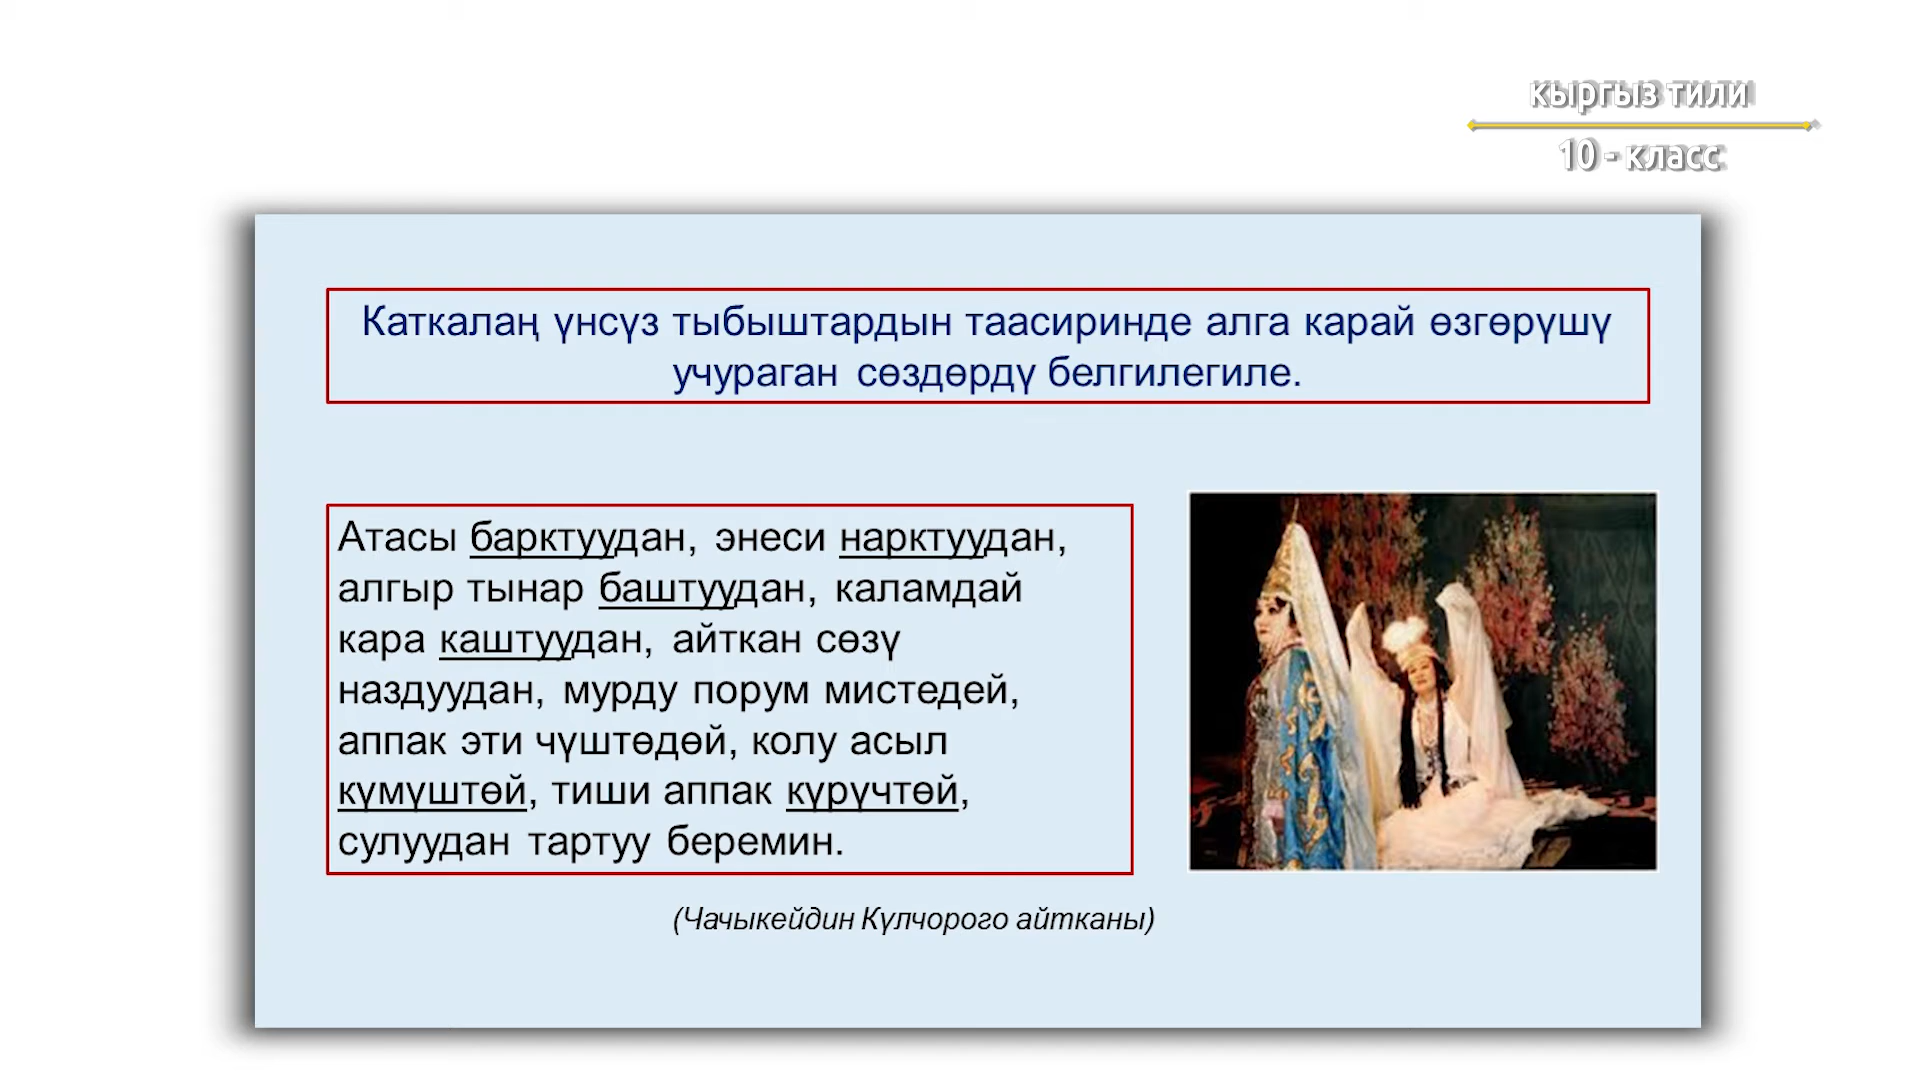 кыргыз тили
10 - класс
Каткалаң үнсүз тыбыштардын таасиринде алга карай өзгөрүшү
учураган сөздөрдү белгилегиле.
Атасы барктуудан, энеси нарктуудан,
алгыр тынар баштуудан, каламдай
кара каштуудан, айткан сөзү
наздуудан, мурду порум мистедей,
аппак эти чүштөдөй, колу асыл
күмүштөй, тиши аппак күрүчтөй,
сулуудан тартуу беремин.
(Чачыкейдин Күлчорого айтканы)